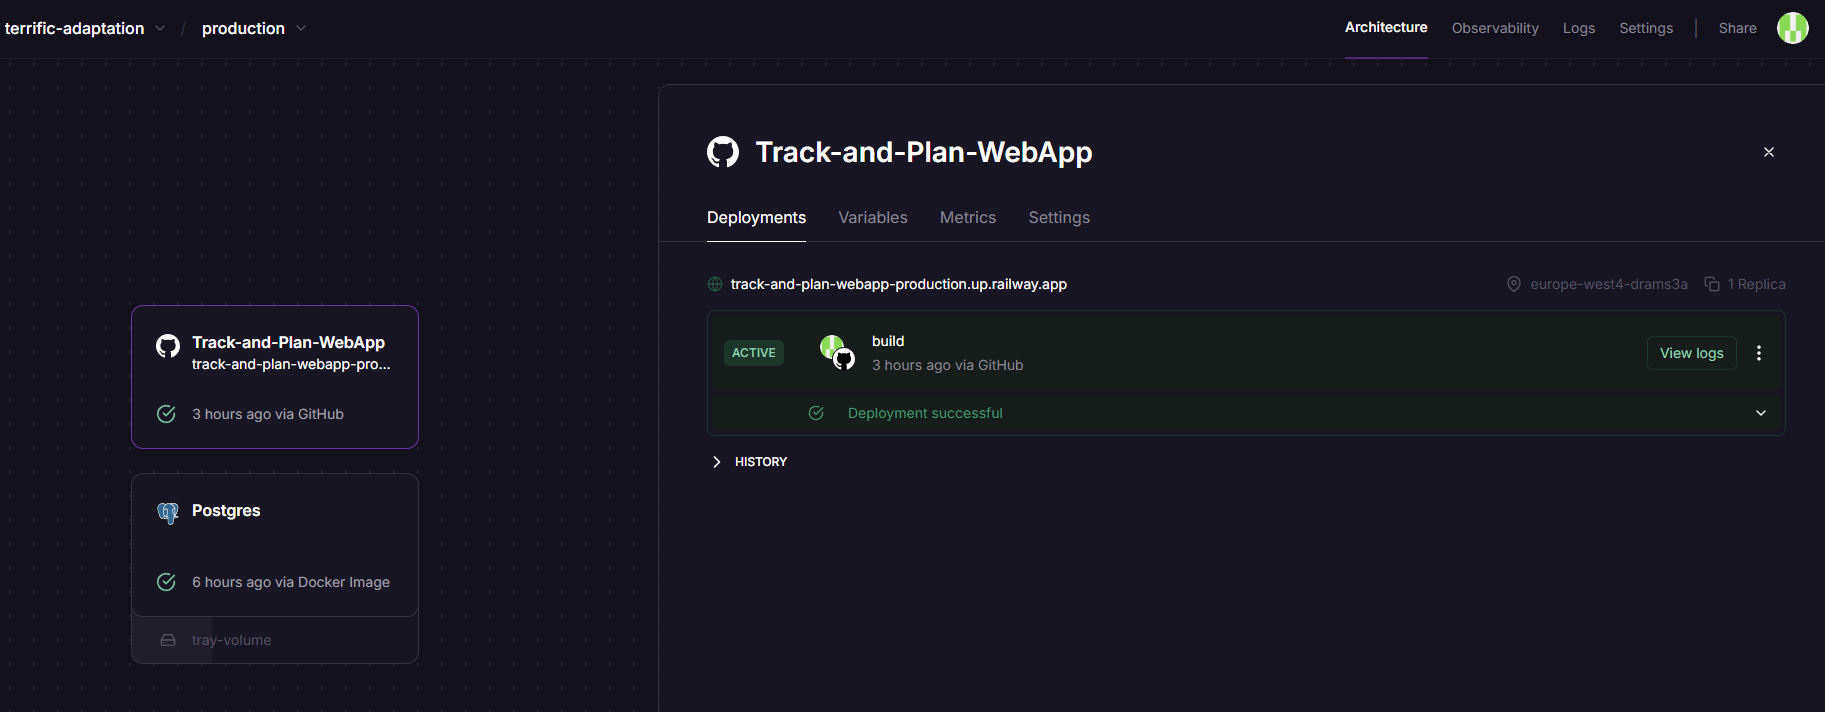 terrific-adaptation / production
Architecture Observability Logs Settings | Share
Track-and-Plan-WebApp
Deployments Variables Metrics Settings
track-and-plan-webapp-production.up.railway.app
europe-west4-drams3a 1 Replica
ACTIVE
build
3 hours ago via GitHub
View logs
Deployment successful
HISTORY
Track-and-Plan-WebApp
track-and-plan-webapp-pro...
3 hours ago via GitHub
Postgres
6 hours ago via Docker Image
tray-volume